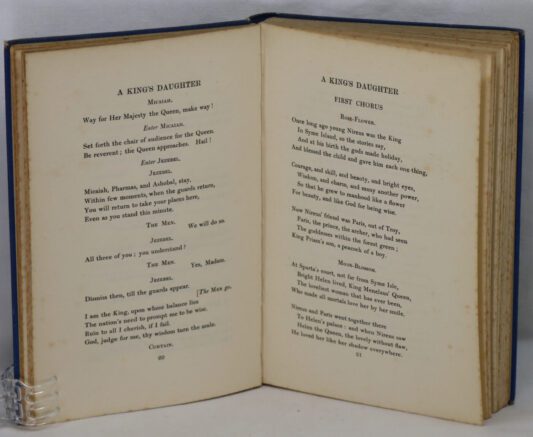 A KING'S DAUGHTER
MICAIAH.
Way for Her Majesty the Queen, make way!
Enter MICAIAH.
Set forth the chair of audience for the Queen.
Be reverent; the Queen approaches. Hail!
Enter JEZEBEL.
JEZEBEL.
Micaiah, Pharmas, and Ashobal, stay,
Within few moments, when the guards return,
You will return to take your places here,
Even as you stand this minute.
THE MEN.
We will do so.
JEZEBEL.
All three of you; you understand?
THE MEN.
Yes, Madam.
JEZEBEL.
Dismiss then, till the guards appear.
[The Men go.
I am the King, upon whose balance lies
The nation's need to prompt me to be wise.
Ruin to all I cherish, if I fail.
God, judge for me, thy wisdom turn the scale.
CURTAIN.
60
A KING'S DAUGHTER
FIRST CHORUS
ROSE-FLOWER.
Once long ago young Nireus was the King
In Syme Island, so the stories say,
And at his birth the gods made holiday,
And blessed the child and gave him each one thing,
Courage, and skill, and beauty, and bright eyes,
Wisdom, and charm, and many another power,
So that he grew to manhood like a flower
For beauty, and like God for being wise.
Now Nireus' friend was Paris, out of Troy,
Paris, the prince, the archer, who had seen
The goddesses within the forest green;
King Priam's son, a peacock of a boy.
MOON-BLOSSOM.
At Sparta's court, not far from Syme Isle,
Bright Helen lived, King Menelaus' Queen,
The loveliest woman that has ever been,
Who made all mortals love her by her smile.
Nireus and Paris went together there
To Helen's palace: and when Nireus saw
Helen the Queen, the lovely without flaw,
He loved her like her shadow everywhere.
61